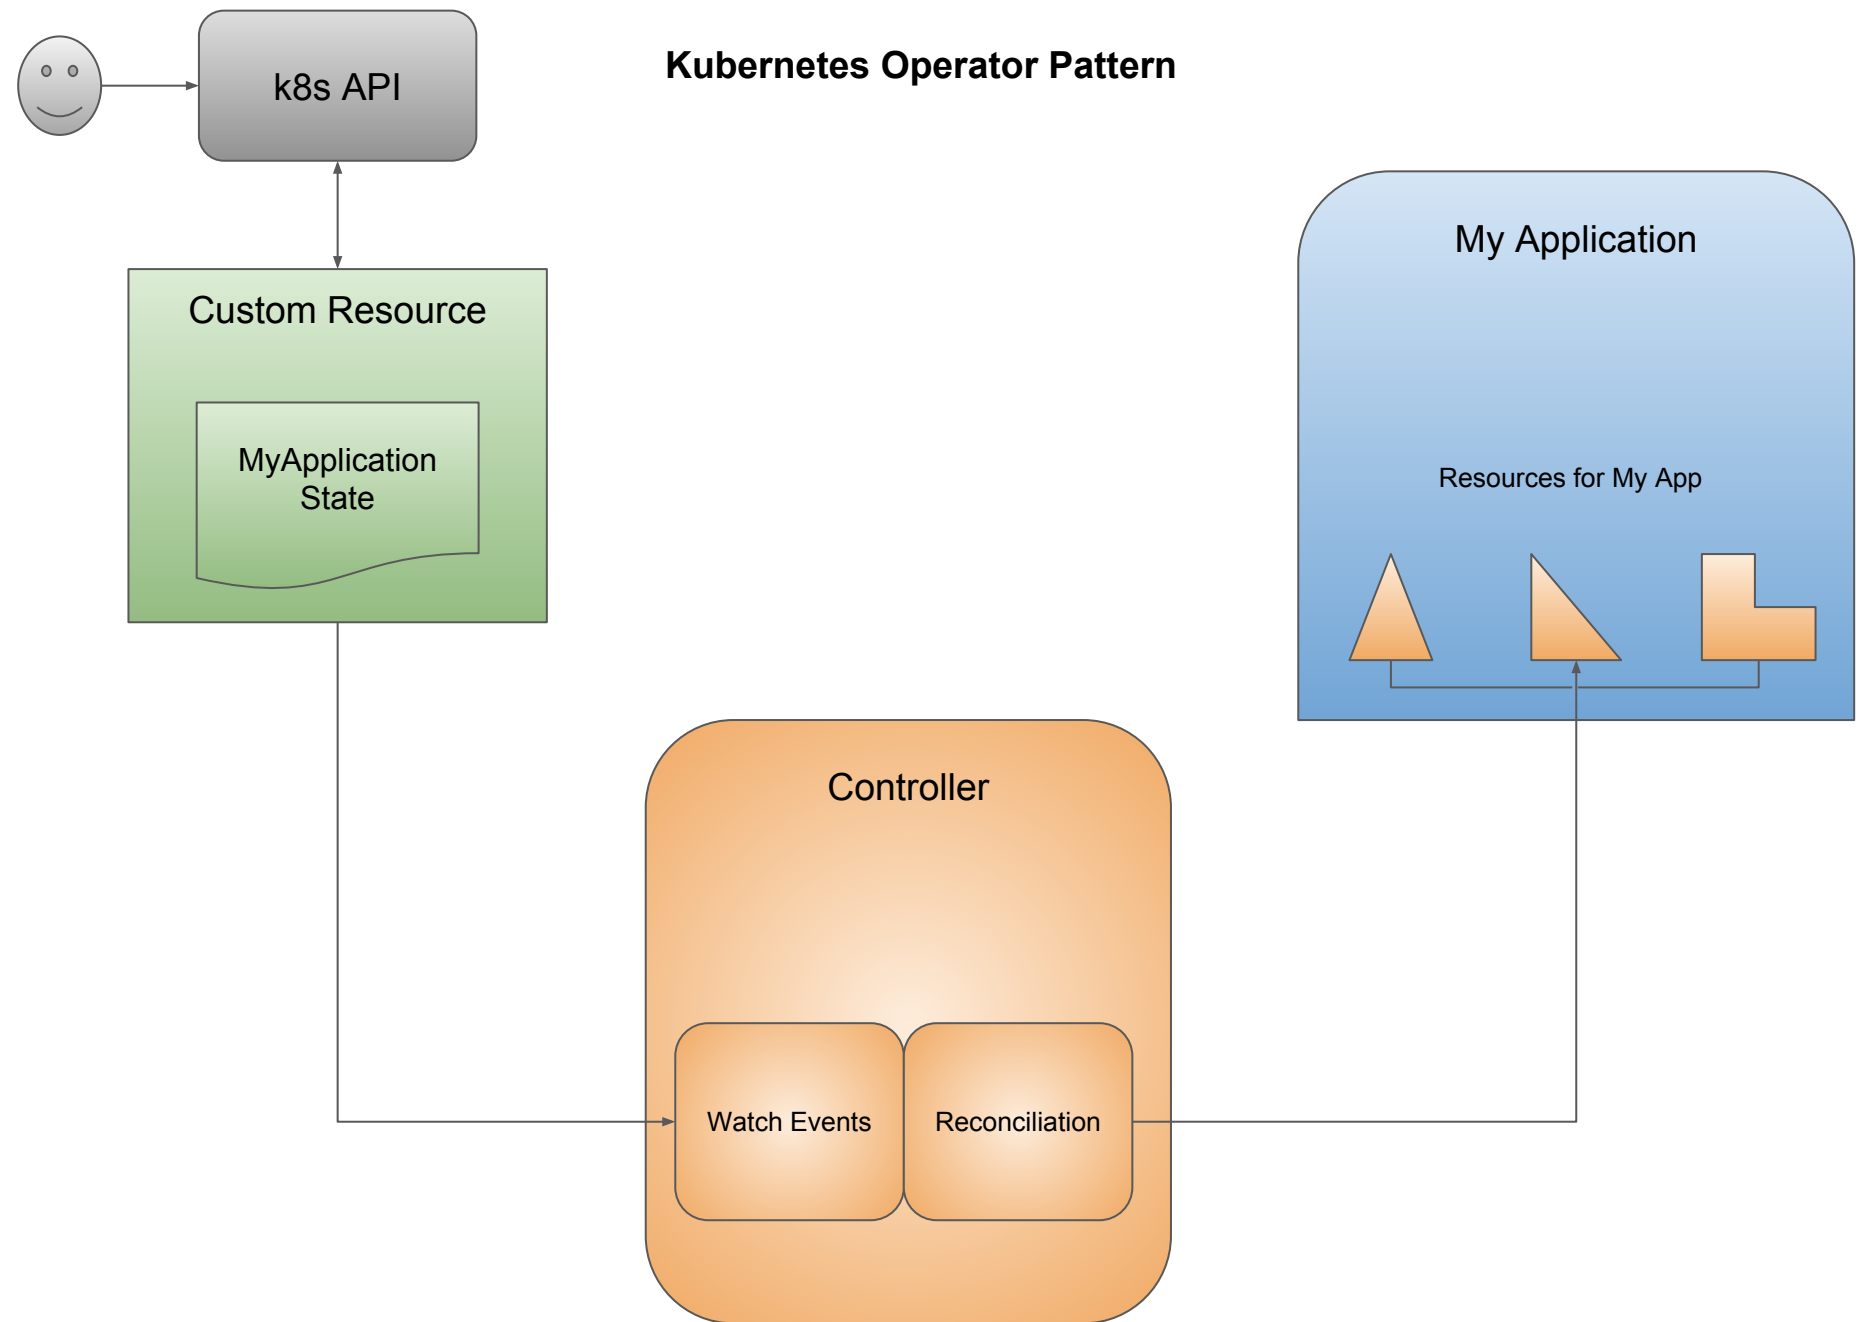 Kubernetes Operator Pattern
k8s API
Custom Resource
MyApplication
State
My Application
Resources for My App
Controller
Watch Events
Reconciliation